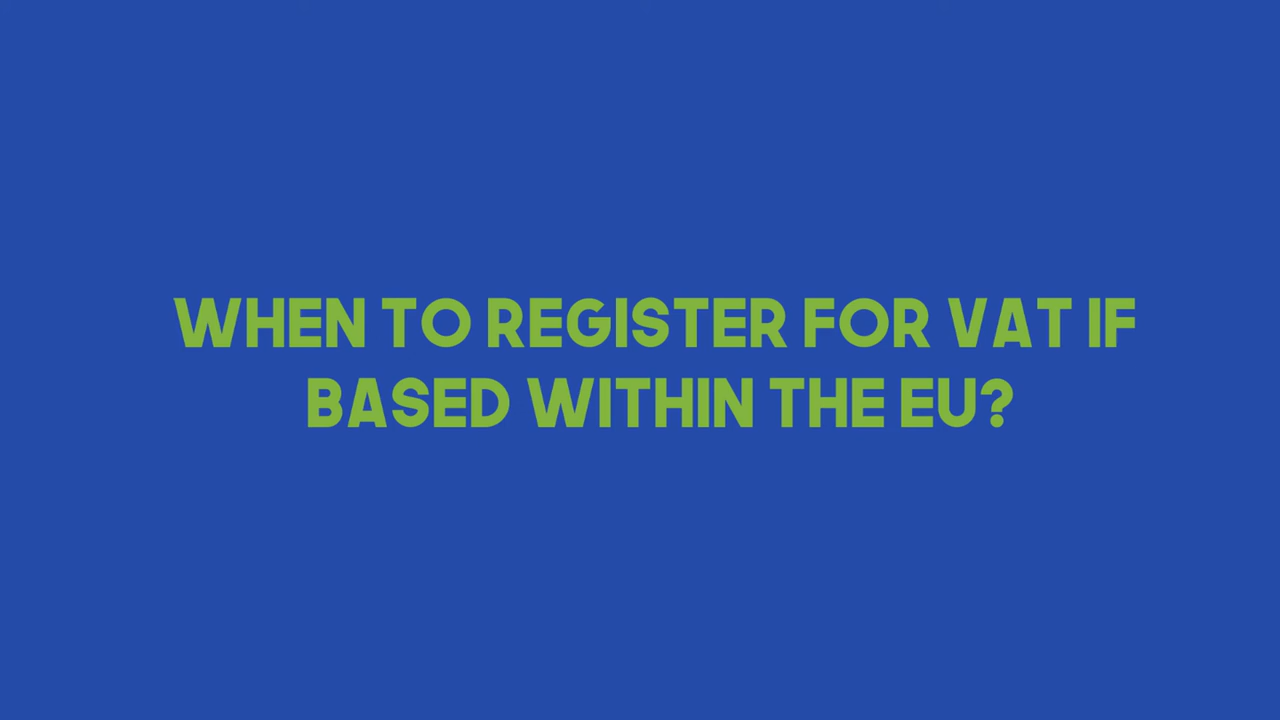 WHEN TO REGISTER FOR VAT IF
BASED WITHIN THE EU?